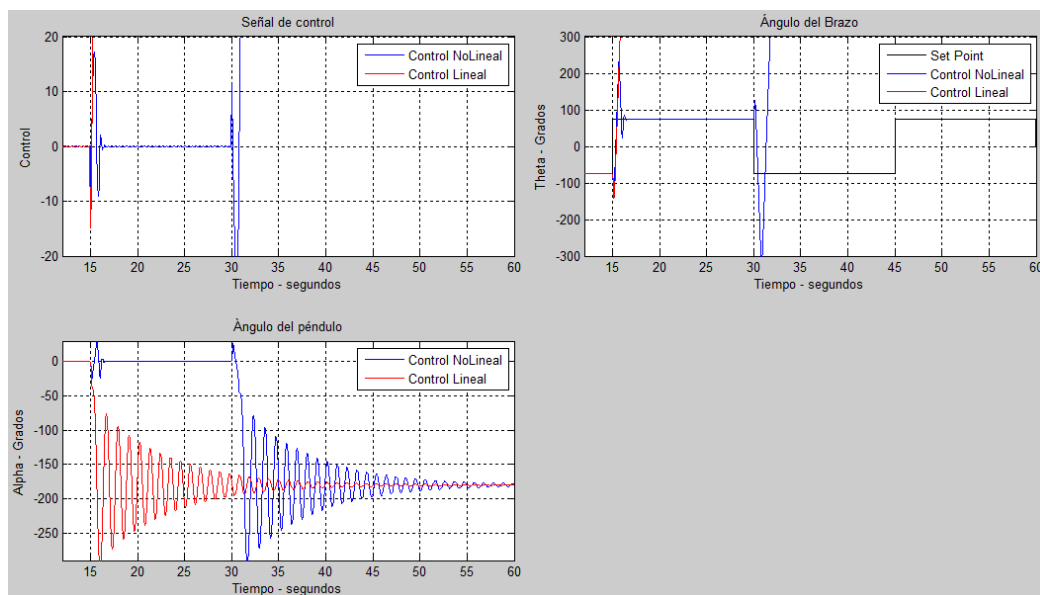 Señal de control
20
10
0
-10
-20
Control
15 20 25 30 35 40 45 50 55 60
Tiempo - segundos
Control NoLineal
Control Lineal
Ángulo del Brazo
300
200
100
0
-100
-200
-300
Theta - Grados
15 20 25 30 35 40 45 50 55 60
Tiempo - segundos
Set Point
Control NoLineal
Control Lineal
Àngulo del péndulo
0
-50
-100
-150
-200
-250
Alpha - Grados
15 20 25 30 35 40 45 50 55 60
Tiempo - segundos
Control NoLineal
Control Lineal